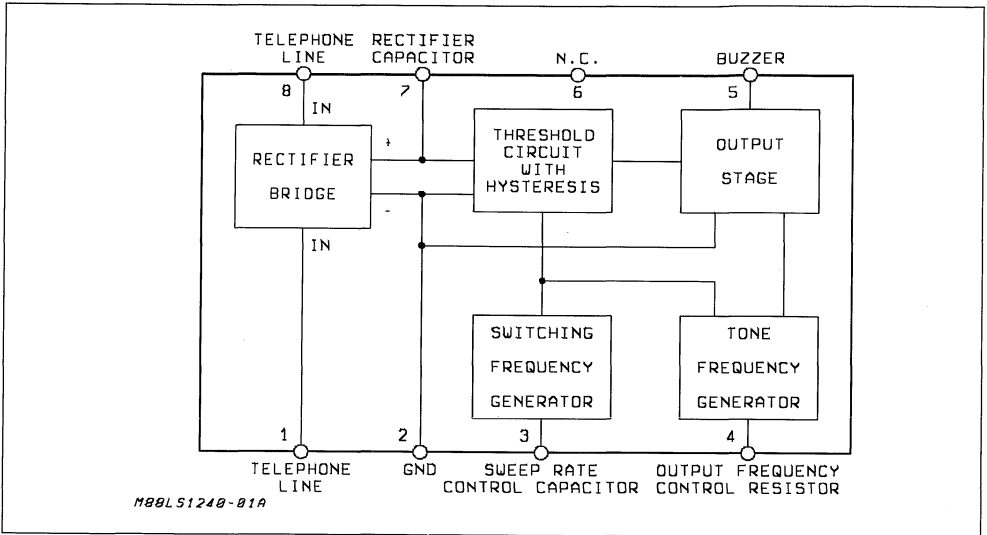 TELEPHONE LINE
RECTIFIER CAPACITOR
N.C.
BUZZER
8
7
6
5
IN
RECTIFIER
BRIDGE
+
-
IN
THRESHOLD
CIRCUIT
WITH
HYSTERESIS
OUTPUT
STAGE
SWITCHING
FREQUENCY
GENERATOR
TONE
FREQUENCY
GENERATOR
1
2
3
4
TELEPHONE
LINE
GND
SWEEP RATE
CONTROL CAPACITOR
OUTPUT FREQUENCY
CONTROL RESISTOR
M88LS1240-01A